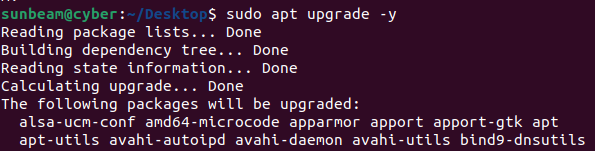 sunbeam@cyber:~/Desktop$ sudo apt upgrade -y
Reading package lists... Done
Building dependency tree... Done
Reading state information... Done
Calculating upgrade... Done
The following packages will be upgraded:
  alsa-ucm-conf amd64-microcode apparmor apport apport-gtk apt
  apt-utils avahi-autoipd avahi-daemon avahi-utils bind9-dnsutils